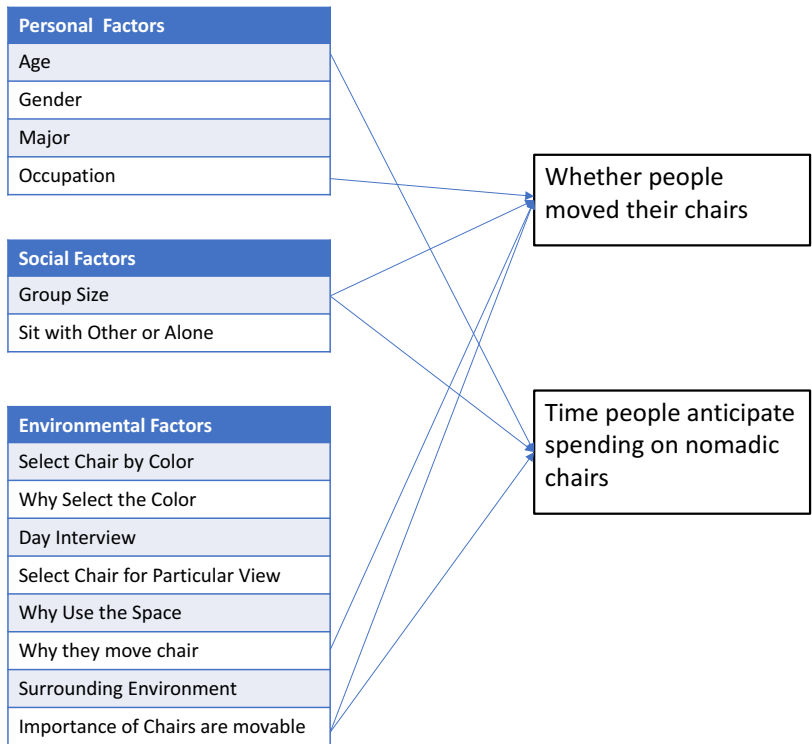 Personal Factors
Age
Gender
Major
Occupation
Social Factors
Group Size
Sit with Other or Alone
Environmental Factors
Select Chair by Color
Why Select the Color
Day Interview
Select Chair for Particular View
Why Use the Space
Why they move chair
Surrounding Environment
Importance of Chairs are movable
Whether people
moved their chairs
Time people anticipate
spending on nomadic
chairs